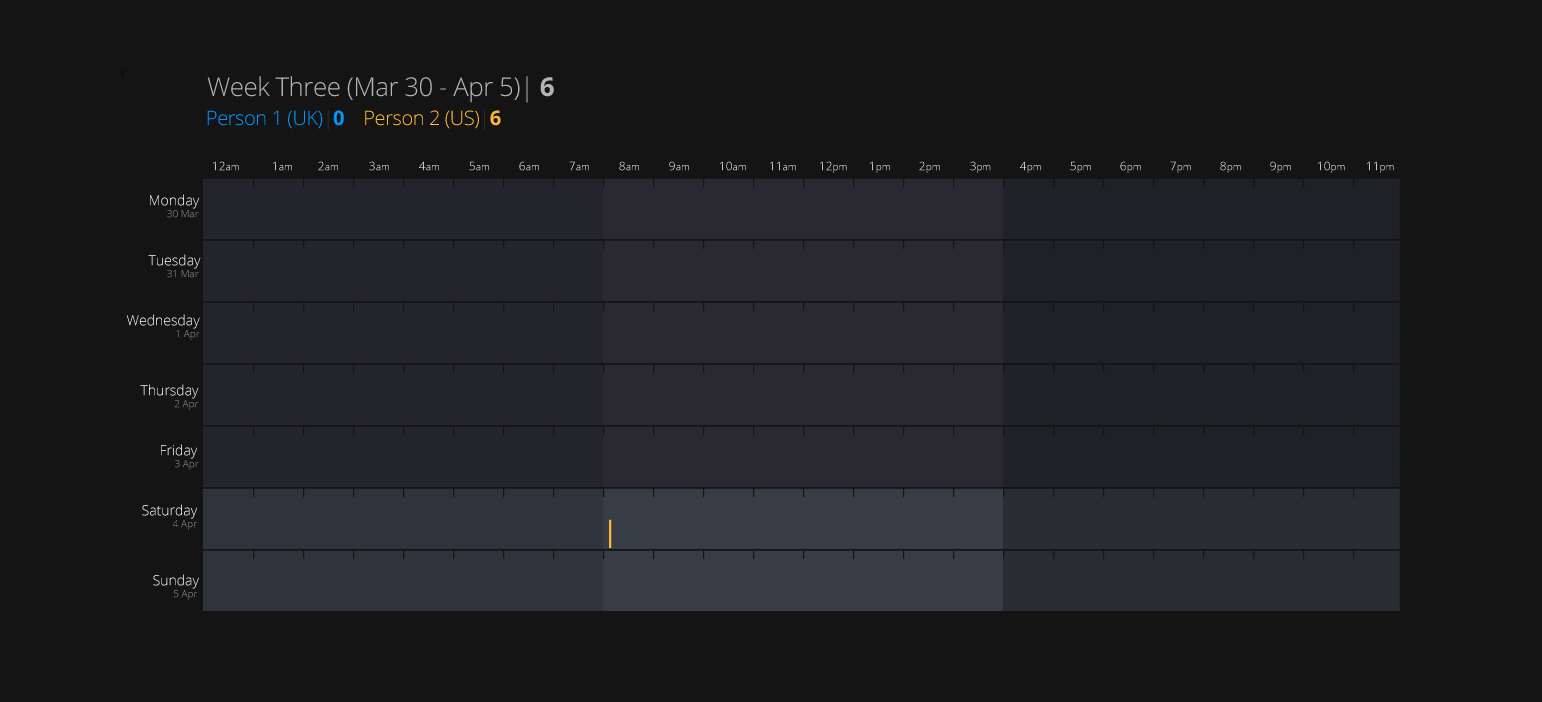 Week Three (Mar 30 - Apr 5)| 6
Person 1 (UK)|0 Person 2 (US)|6
12am 1am 2am 3am 4am 5am 6am 7am 8am 9am 10am 11am 12pm 1pm 2pm 3pm 4pm 5pm 6pm 7pm 8pm 9pm 10pm 11pm
Monday
30 Mar
Tuesday
31 Mar
Wednesday
1 Apr
Thursday
2 Apr
Friday
3 Apr
Saturday
4 Apr
Sunday
5 Apr